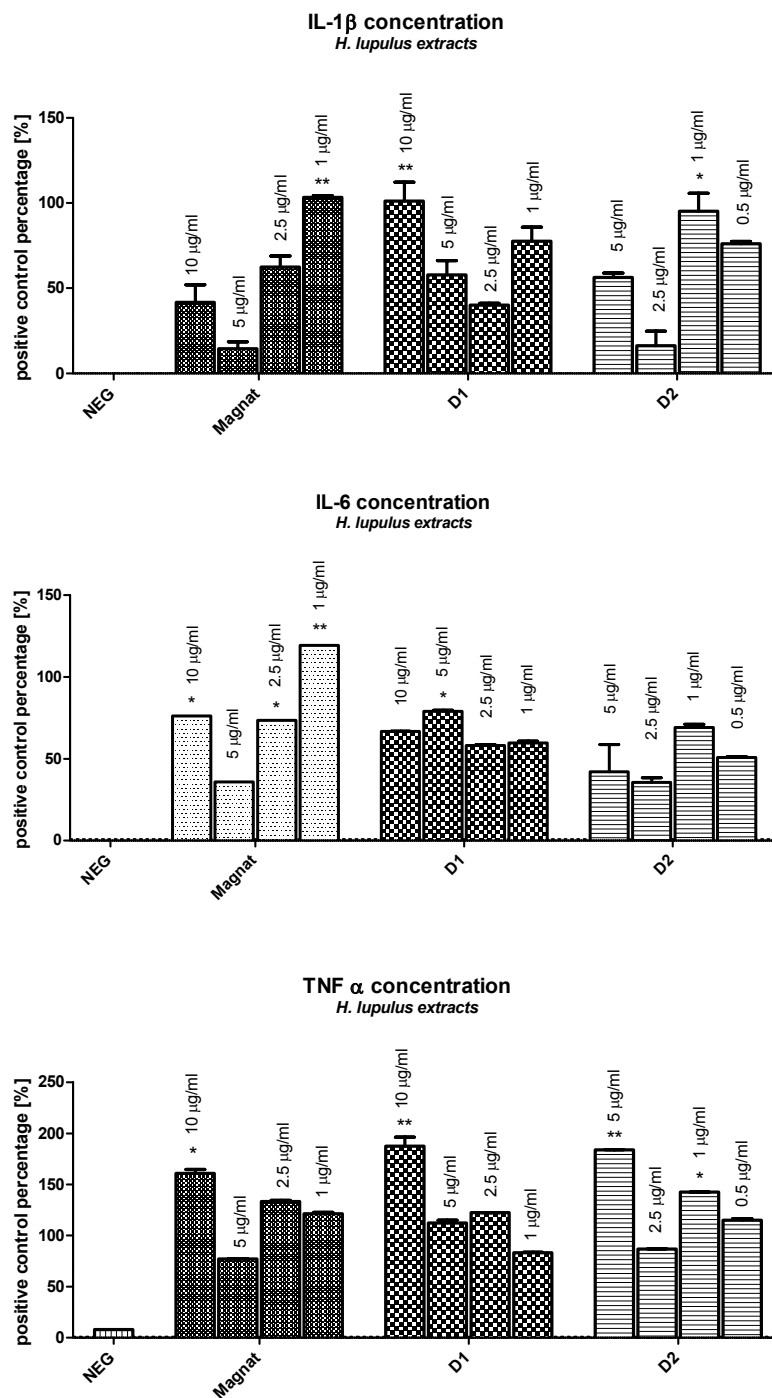 IL-1β concentration
H. lupulus extracts
positive control percentage [%]
150
100
50
0
10 μg/ml
5 μg/ml
2.5 μg/ml
** 1 μg/ml
** 10 μg/ml
5 μg/ml
2.5 μg/ml
1 μg/ml
5 μg/ml
2.5 μg/ml
* 1 μg/ml
0.5 μg/ml
NEG
Magnat
D1
D2
IL-6 concentration
H. lupulus extracts
positive control percentage [%]
150
100
50
0
* 10 μg/ml
5 μg/ml
* 2.5 μg/ml
** 1 μg/ml
10 μg/ml
* 5 μg/ml
2.5 μg/ml
1 μg/ml
5 μg/ml
2.5 μg/ml
1 μg/ml
0.5 μg/ml
NEG
Magnat
D1
D2
TNF α concentration
H. lupulus extracts
positive control percentage [%]
250
200
150
100
50
0
* 10 μg/ml
5 μg/ml
2.5 μg/ml
1 μg/ml
** 10 μg/ml
5 μg/ml
2.5 μg/ml
1 μg/ml
** 5 μg/ml
2.5 μg/ml
* 1 μg/ml
0.5 μg/ml
NEG
Magnat
D1
D2